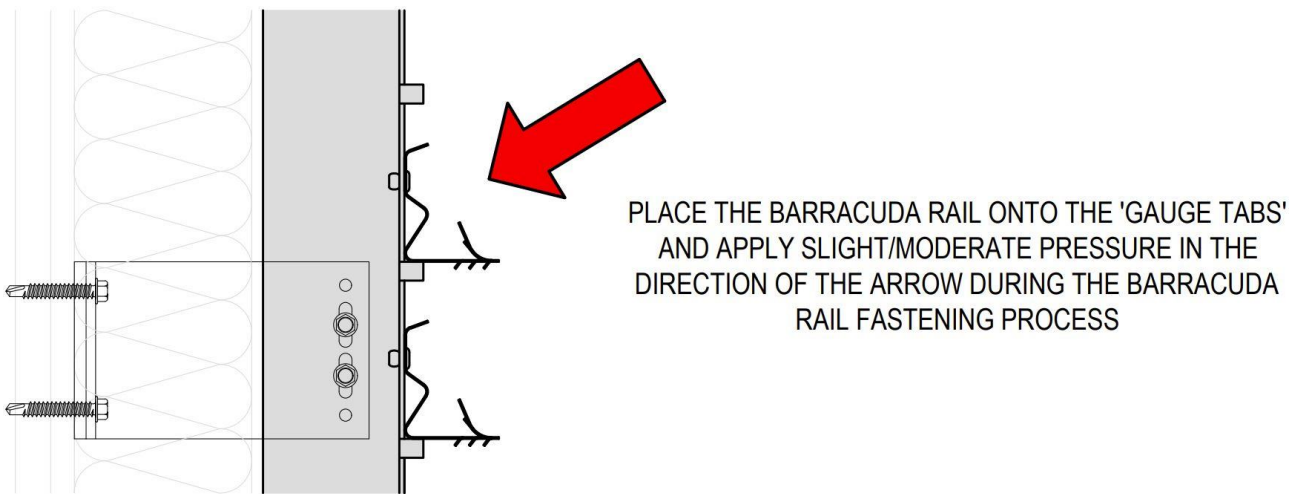 PLACE THE BARRACUDA RAIL ONTO THE 'GAUGE TABS'
AND APPLY SLIGHT/MODERATE PRESSURE IN THE
DIRECTION OF THE ARROW DURING THE BARRACUDA
RAIL FASTENING PROCESS